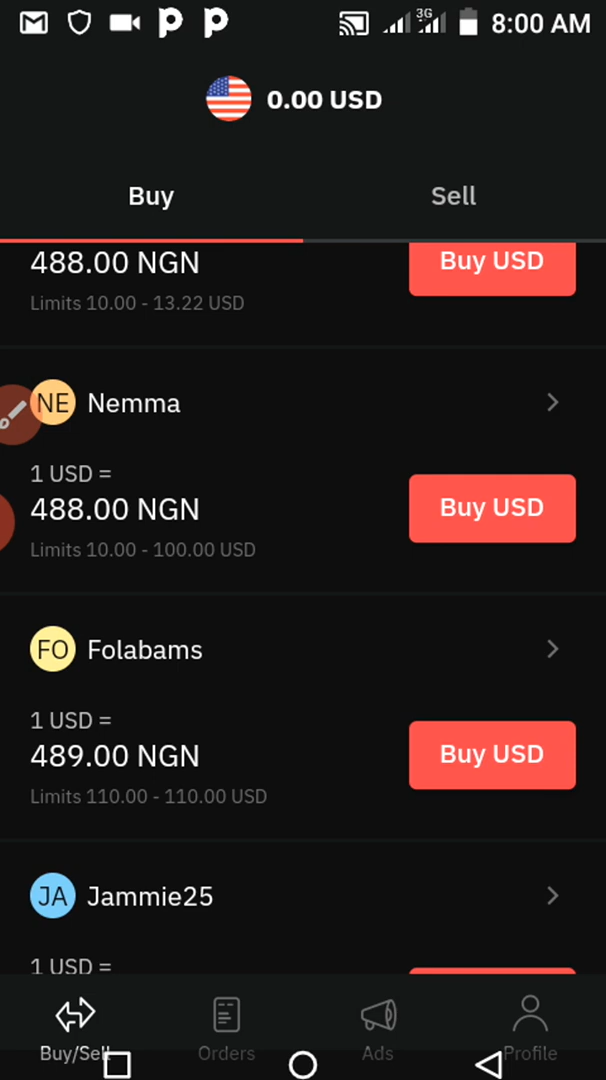 3G 8:00 AM
0.00 USD
Buy Sell
488.00 NGN Buy USD
Limits 10.00 - 13.22 USD
NE Nemma
1 USD =
488.00 NGN Buy USD
Limits 10.00 - 100.00 USD
FO Folabams
1 USD =
489.00 NGN Buy USD
Limits 110.00 - 110.00 USD
JA Jammie25
1 USD =
Buy/Sell Orders Ads Profile